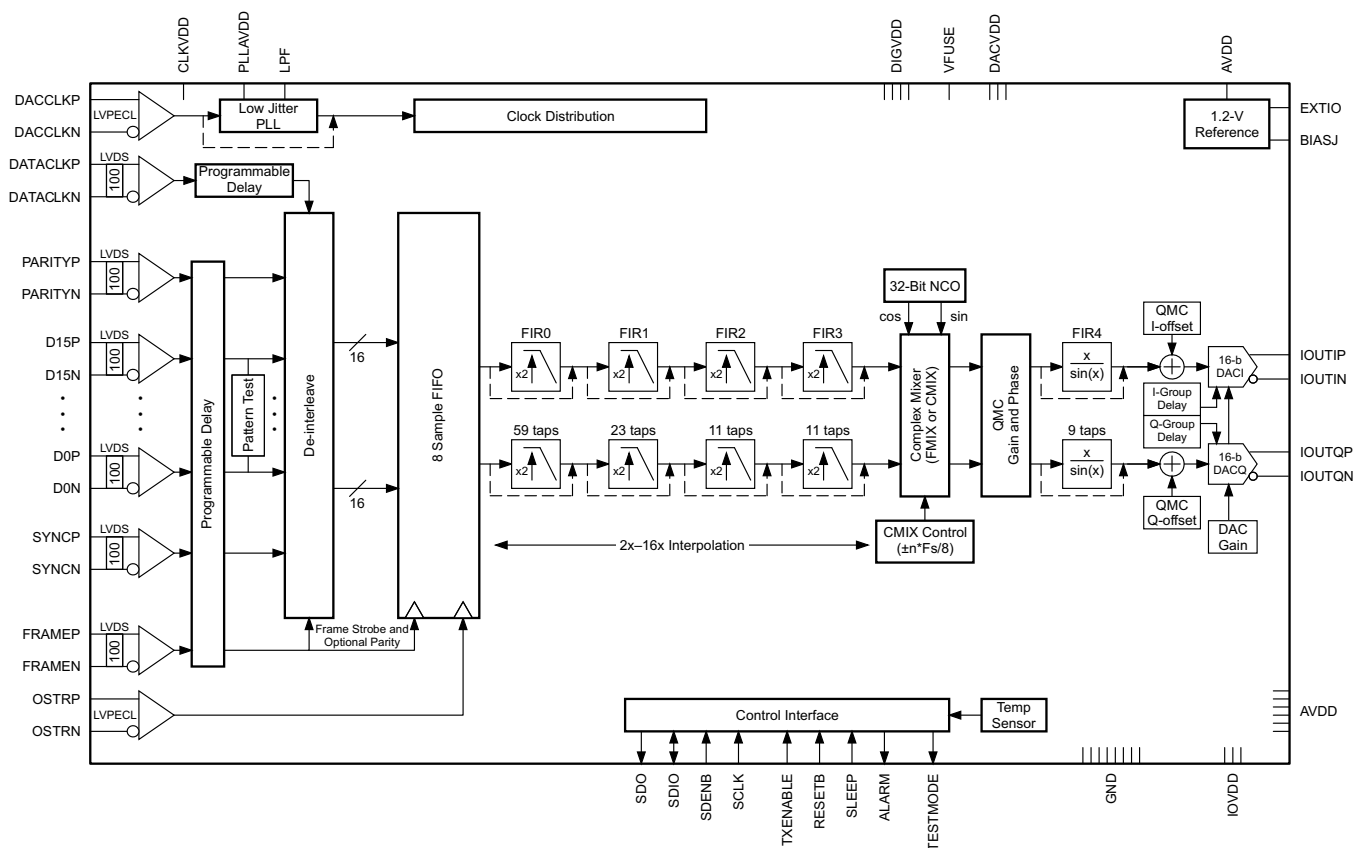 CLKVDD
PLLAVDD
LPF
DIGVDD
VFUSE
DACVDD
AVDD
DACCLKP
LVPECL
DACCLKN
Low Jitter
PLL
Clock Distribution
1.2-V
Reference
EXTIO
BIASJ
DATACLKP
LVDS
100
DATACLKN
Programmable
Delay
PARITYP
LVDS
100
PARITYN
D15P
LVDS
100
D15N
D0P
LVDS
100
D0N
SYNCP
LVDS
100
SYNCN
FRAMEP
LVDS
100
FRAMEN
OSTRP
LVPECL
OSTRN
Programmable Delay
Pattern Test
De-interleave
16
16
8 Sample FIFO
Frame Strobe and
Optional Parity
FIR0
FIR1
FIR2
FIR3
x2
x2
x2
x2
59 taps
23 taps
11 taps
11 taps
x2
x2
x2
x2
2x–16x Interpolation
32-Bit NCO
cos
sin
Complex Mixer
(FMIX or CMIX)
CMIX Control
(±n*Fs/8)
QMC
Gain and Phase
FIR4
x
sin(x)
9 taps
x
sin(x)
QMC
I-offset
16-b
DACI
IOUTIP
IOUTIN
I-Group
Delay
Q-Group
Delay
16-b
DACQ
IOUTQP
IOUTQN
QMC
Q-offset
DAC
Gain
Control Interface
Temp
Sensor
AVDD
SDO
SDIO
SDENB
SCLK
TXENABLE
RESETB
SLEEP
ALARM
TESTMODE
GND
IOVDD